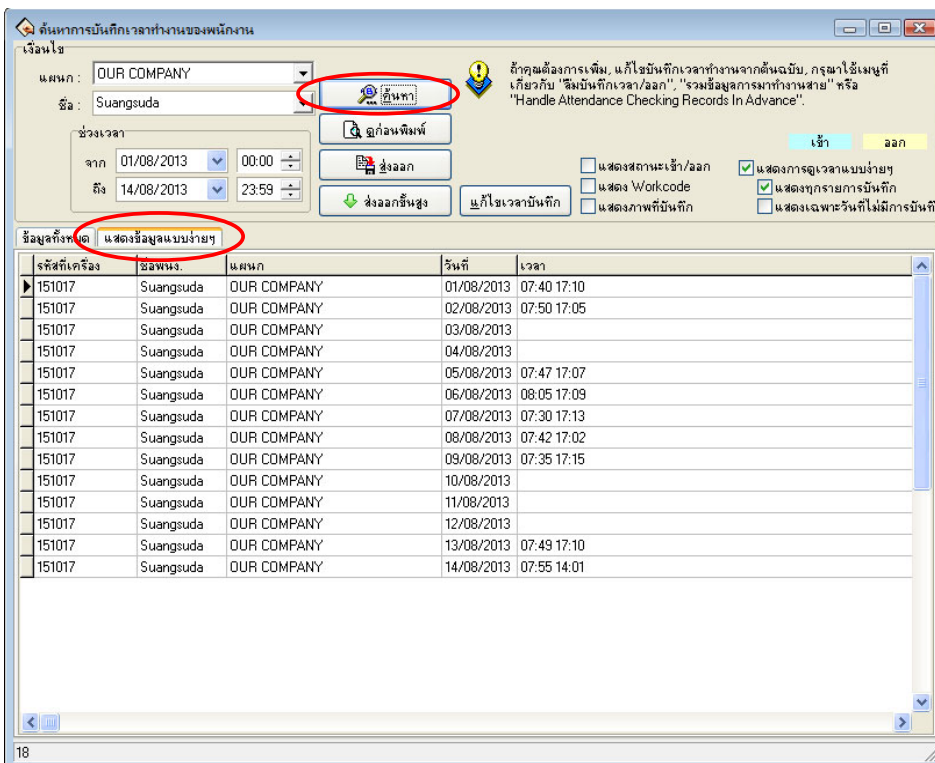 ค้นหาการบันทึกเวลาทำงานของพนักงาน
เงื่อนไข
แผนก : OUR COMPANY
ชื่อ : Suangsuda
ช่วงเวลา
จาก 01/08/2013 00:00
ถึง 14/08/2013 23:59
ค้นหา
ดูก่อนพิมพ์
ส่งออก
ส่งออกขั้นสูง
แก้ไขเวลาบันทึก
ถ้าคุณต้องการเพิ่ม, แก้ไขบันทึกเวลาทำงานจากต้นฉบับ, กรุณาใช้เมนูที่
เกี่ยวกับ "ลืมบันทึกเวลา/ออก", "รวมข้อมูลการมาทำงานสาย" หรือ
"Handle Attendance Checking Records In Advance".
เข้า ออก
แสดงสถานะเข้า/ออก
แสดง Workcode
แสดงภาพที่บันทึก
แสดงการดูเวลาแบบง่ายๆ
แสดงทุกรายการบันทึก
แสดงเฉพาะวันที่ไม่มีการบันที
ข้อมูลทั้งหมด แสดงข้อมูลแบบง่ายๆ
รหัสที่เครื่อง ชื่อพนง. แผนก วันที่ เวลา
151017 Suangsuda OUR COMPANY 01/08/2013 07:40 17:10
151017 Suangsuda OUR COMPANY 02/08/2013 07:50 17:05
151017 Suangsuda OUR COMPANY 03/08/2013
151017 Suangsuda OUR COMPANY 04/08/2013
151017 Suangsuda OUR COMPANY 05/08/2013 07:47 17:07
151017 Suangsuda OUR COMPANY 06/08/2013 08:05 17:09
151017 Suangsuda OUR COMPANY 07/08/2013 07:30 17:13
151017 Suangsuda OUR COMPANY 08/08/2013 07:42 17:02
151017 Suangsuda OUR COMPANY 09/08/2013 07:35 17:15
151017 Suangsuda OUR COMPANY 10/08/2013
151017 Suangsuda OUR COMPANY 11/08/2013
151017 Suangsuda OUR COMPANY 12/08/2013
151017 Suangsuda OUR COMPANY 13/08/2013 07:49 17:10
151017 Suangsuda OUR COMPANY 14/08/2013 07:55 14:01
18